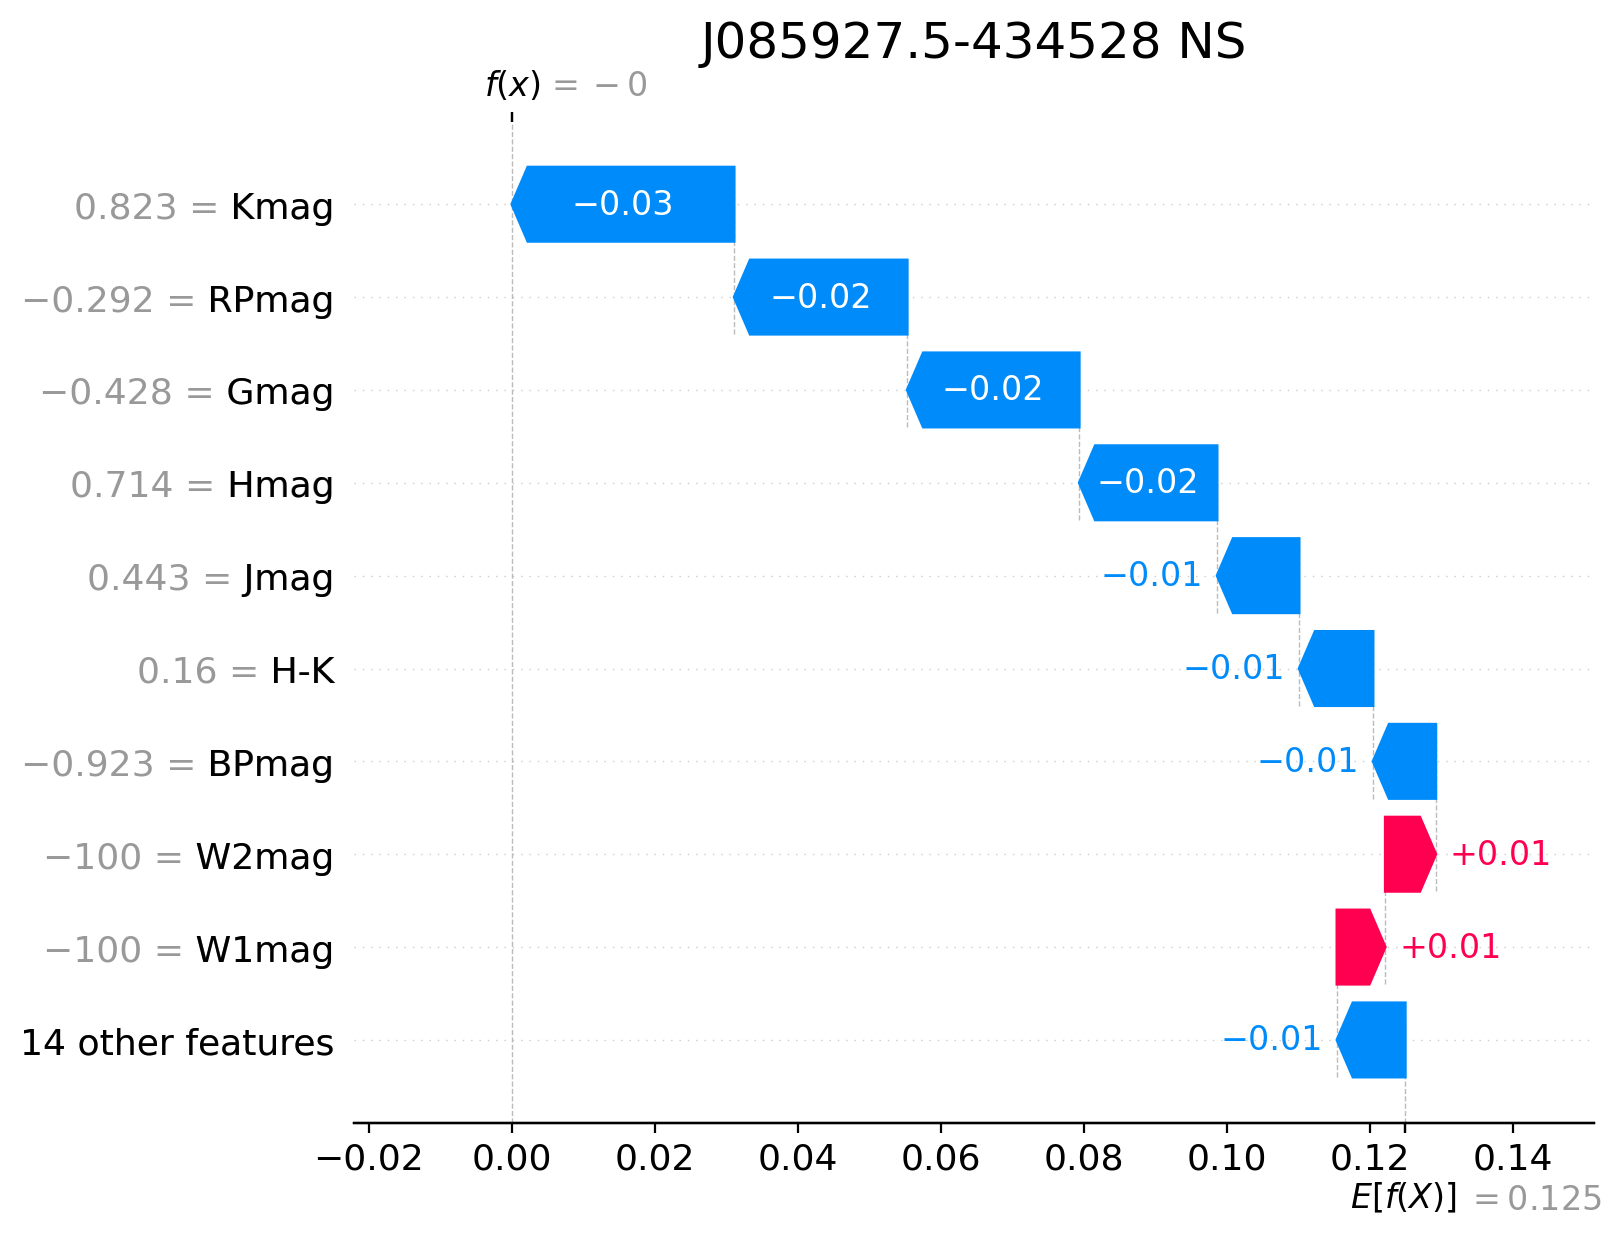 J085927.5-434528 NS
f(x) = −0
0.823 = Kmag
−0.03
−0.292 = RPmag
−0.02
−0.428 = Gmag
−0.02
0.714 = Hmag
−0.02
0.443 = Jmag
−0.01
0.16 = H-K
−0.01
−0.923 = BPmag
−0.01
−100 = W2mag
+0.01
−100 = W1mag
+0.01
14 other features
−0.01
−0.02 0.00 0.02 0.04 0.06 0.08 0.10 0.12 0.14
E[f(X)] = 0.125